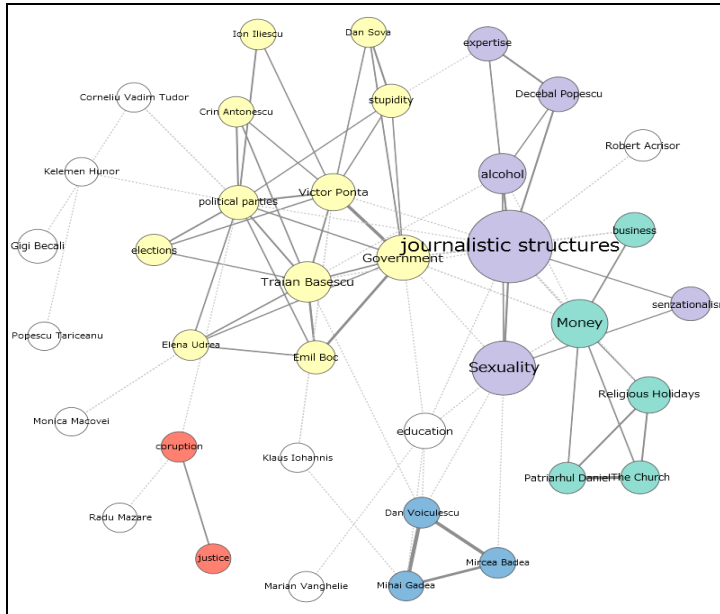 Ion Iliescu
Dan Sova
expertise
Corneliu Vadim Tudor
Decebal Popescu
stupidity
Crin Antonescu
Robert Acrisor
Kelemen Hunor
alcohol
Victor Ponta
political parties
business
Gigi Becali
elections
journalistic structures
Government
Traian Basescu
senzationalism
Money
Popescu Tariceanu
Elena Udrea
Emil Boc
Sexuality
Religious Holidays
Monica Macovei
education
coruption
Klaus Iohannis
Patriarhul Daniel
The Church
Dan Voiculescu
Radu Mazare
justice
Mircea Badea
Marian Vanghelie
Mihai Gadea